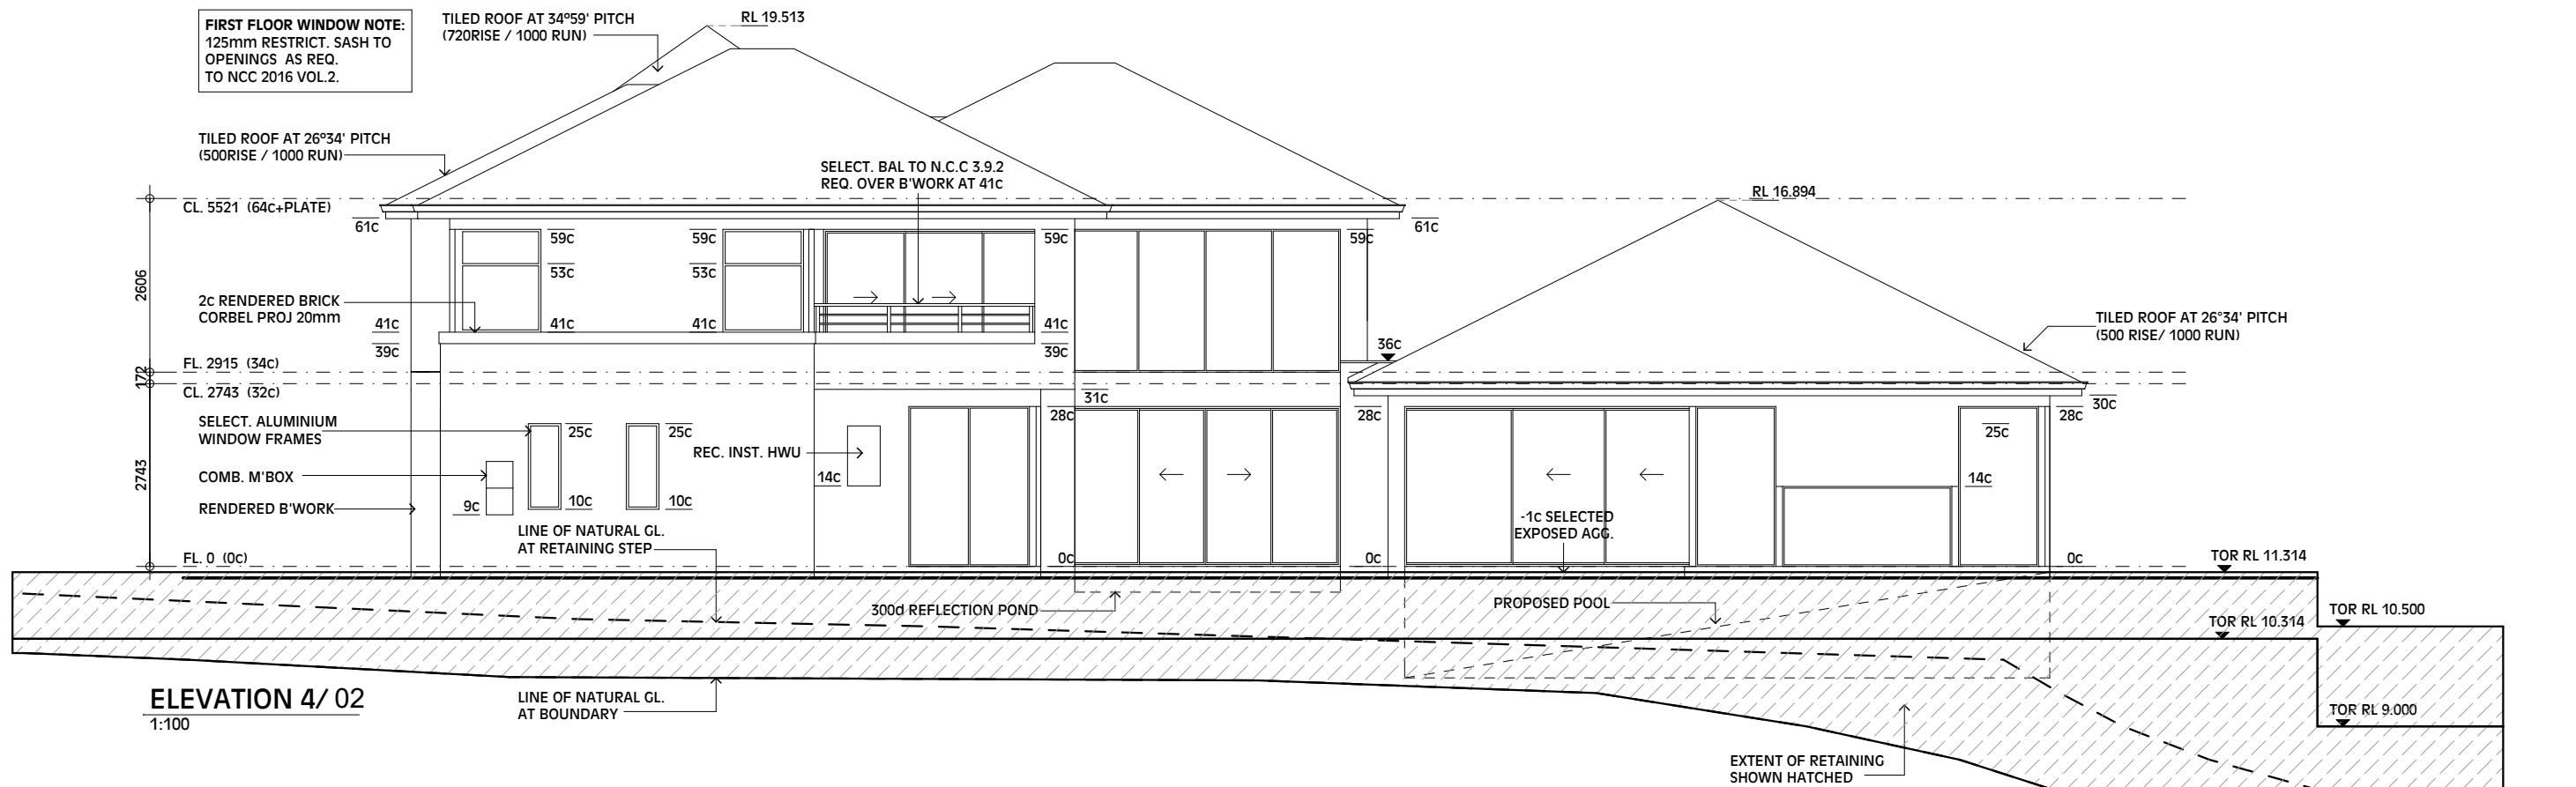 FIRST FLOOR WINDOW NOTE:
125mm RESTRICT. SASH TO
OPENINGS AS REQ.
TO NCC 2016 VOL.2.
TILED ROOF AT 34º59' PITCH
(720RISE / 1000 RUN)
RL 19.513
TILED ROOF AT 26º34' PITCH
(500RISE / 1000 RUN)
SELECT. BAL TO N.C.C 3.9.2
REQ. OVER B'WORK AT 41c
RL 16.894
CL. 5521 (64c+PLATE)
61c
61c
59c
59c
59c
59c
53c
53c
2606
2c RENDERED BRICK
CORBEL PROJ 20mm
TILED ROOF AT 26°34' PITCH
(500 RISE/ 1000 RUN)
41c
41c
41c
41c
39c
39c
36c
FL. 2915 (34c)
172
CL. 2743 (32c)
31c
30c
28c
28c
28c
SELECT. ALUMINIUM
WINDOW FRAMES
25c
25c
25c
REC. INST. HWU
COMB. M'BOX
14c
14c
2743
9c
10c
10c
RENDERED B'WORK
-1c SELECTED
EXPOSED AGG.
LINE OF NATURAL GL.
AT RETAINING STEP
FL. 0 (0c)
0c
0c
0c
TOR RL 11.314
300d REFLECTION POND
PROPOSED POOL
TOR RL 10.500
TOR RL 10.314
ELEVATION 4/ 02
1:100
LINE OF NATURAL GL.
AT BOUNDARY
TOR RL 9.000
EXTENT OF RETAINING
SHOWN HATCHED